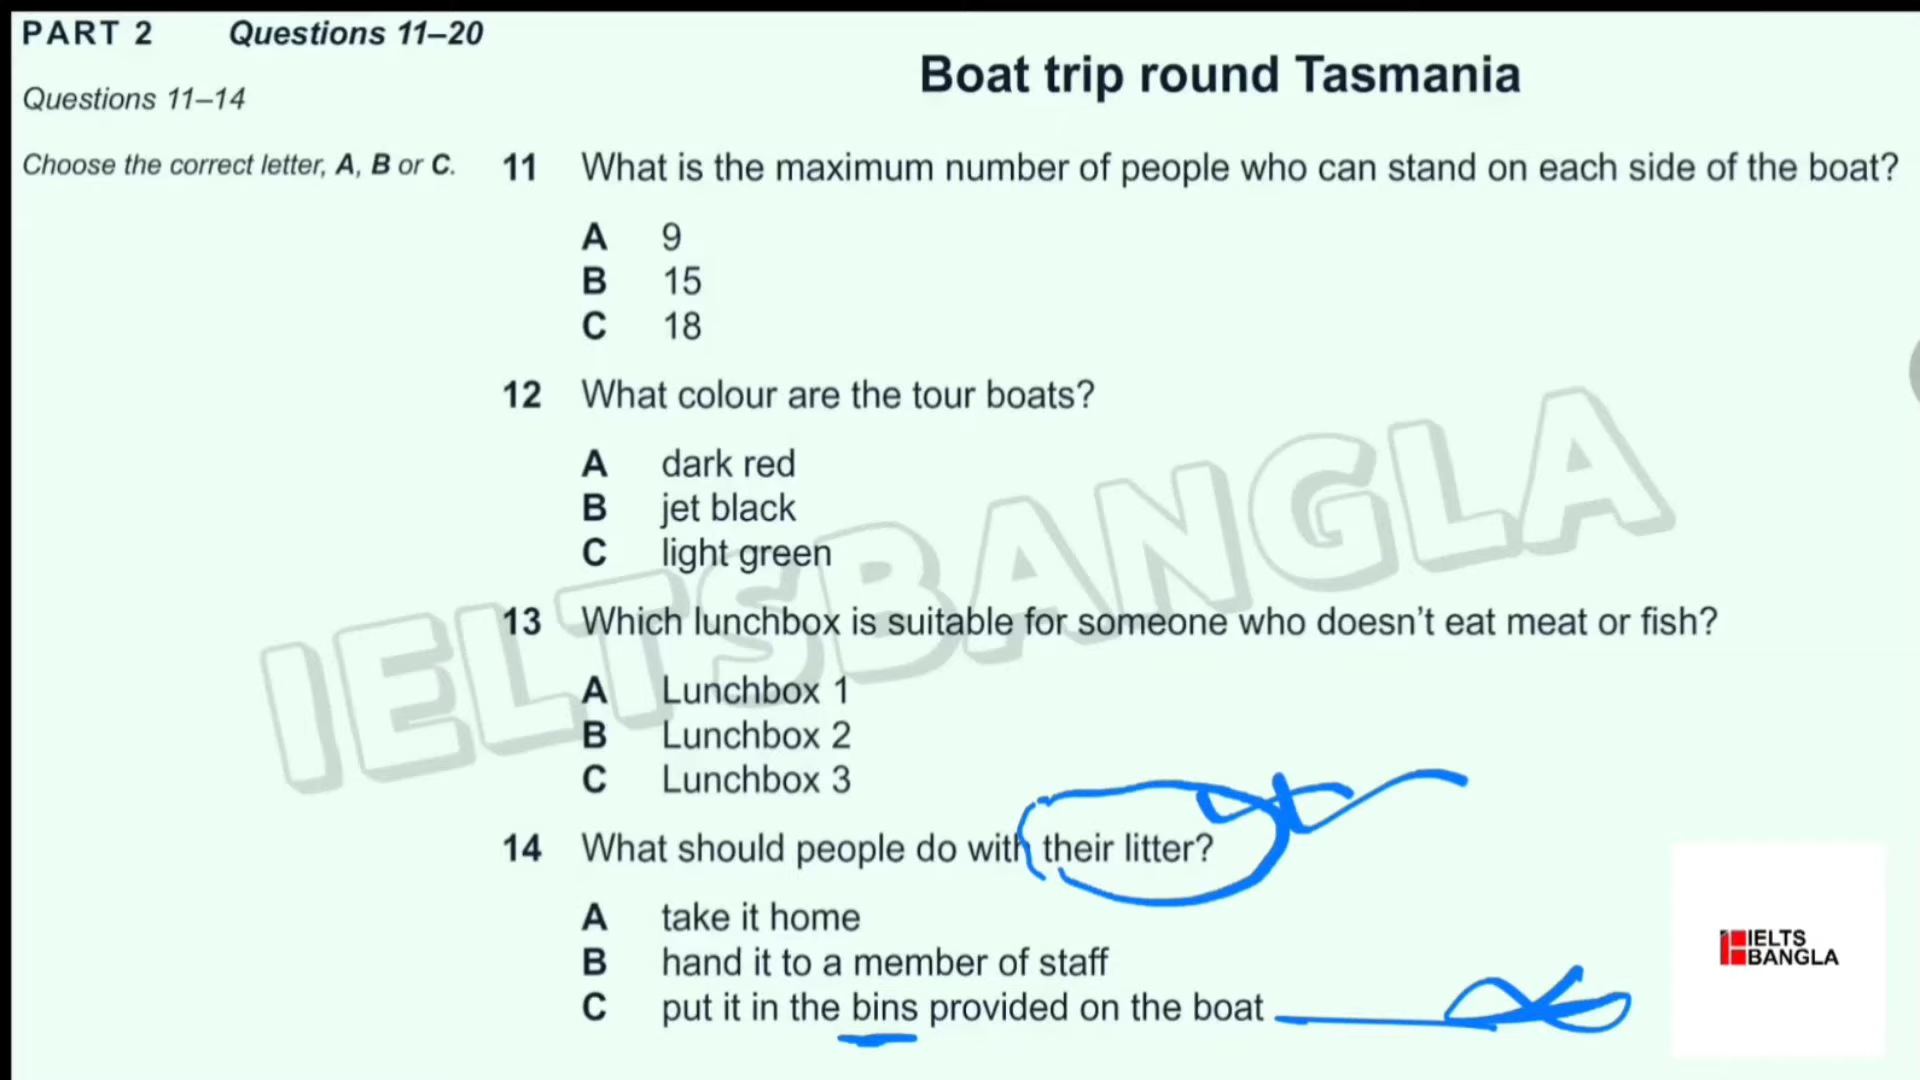 PART 2 Questions 11–20
Boat trip round Tasmania
Questions 11–14
Choose the correct letter, A, B or C.
11 What is the maximum number of people who can stand on each side of the boat?
A 9
B 15
C 18
12 What colour are the tour boats?
A dark red
B jet black
C light green
13 Which lunchbox is suitable for someone who doesn't eat meat or fish?
A Lunchbox 1
B Lunchbox 2
C Lunchbox 3
14 What should people do with their litter?
A take it home
B hand it to a member of staff
C put it in the bins provided on the boat
IELTSBANGLA
IELTS
BANGLA